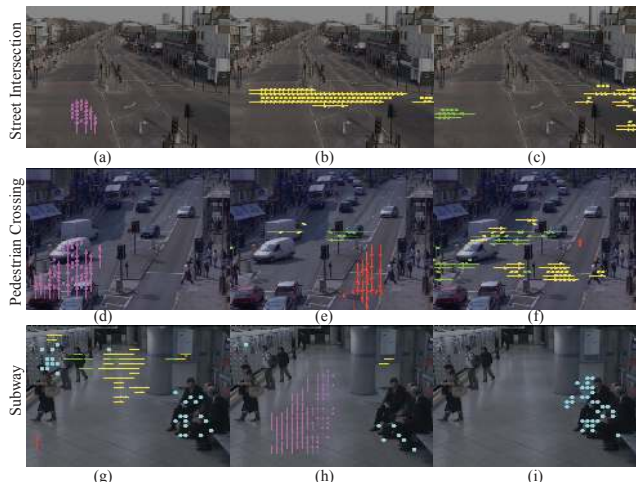 Street Intersection
(a) (b) (c)
Pedestrian Crossing
(d) (e) (f)
Subway
(g) (h) (i)